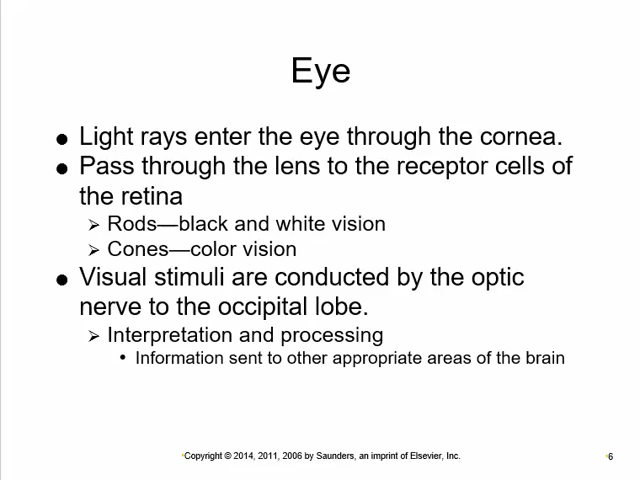 Eye
● Light rays enter the eye through the cornea.
● Pass through the lens to the receptor cells of
the retina
➢ Rods—black and white vision
➢ Cones—color vision
● Visual stimuli are conducted by the optic
nerve to the occipital lobe.
➢ Interpretation and processing
• Information sent to other appropriate areas of the brain
Copyright © 2014, 2011, 2006 by Saunders, an imprint of Elsevier, Inc.
6